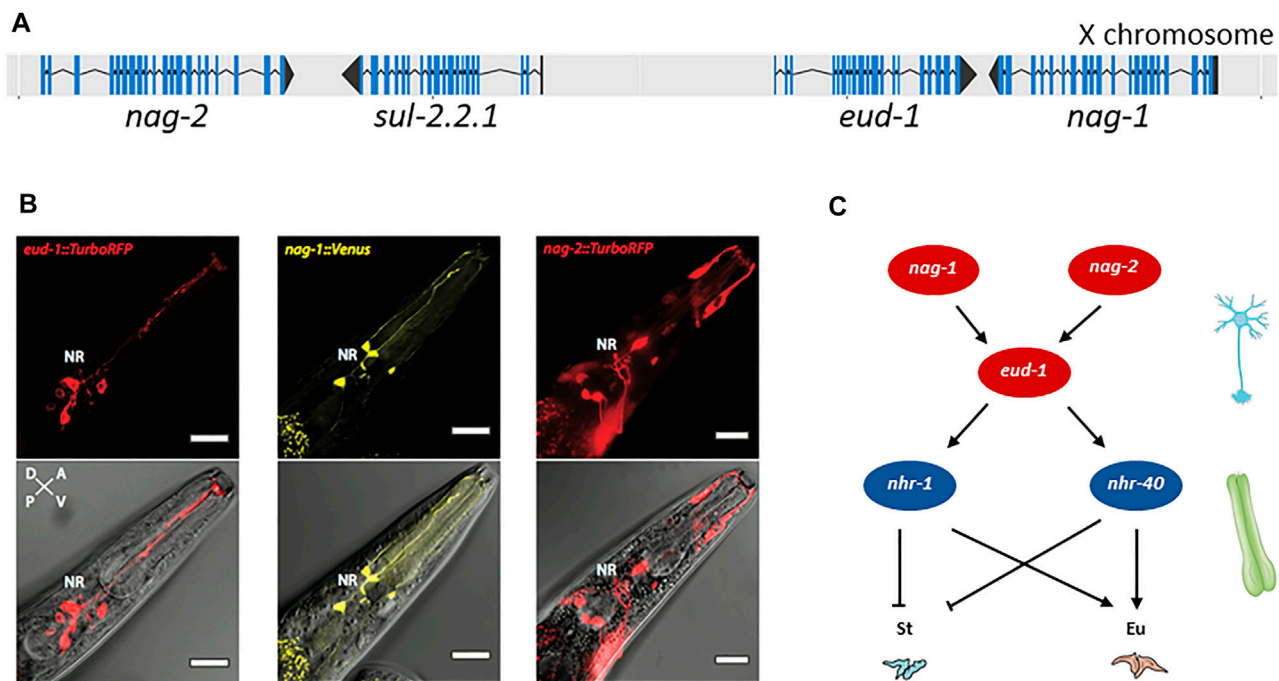 A
X chromosome
nag-2
sul-2.2.1
eud-1
nag-1
B
eud-1::TurboRFP
nag-1::Venus
nag-2::TurboRFP
NR
NR
NR
D A
P V
NR
NR
NR
C
nag-1
nag-2
eud-1
nhr-1
nhr-40
St
Eu